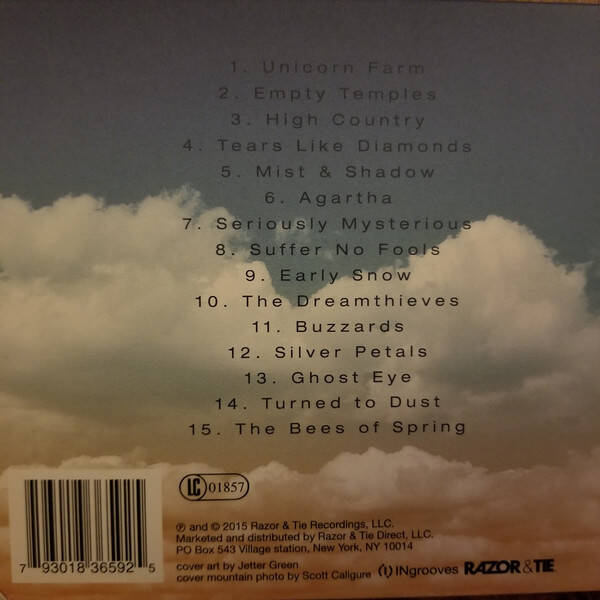 1. Unicorn Farm
2. Empty Temples
3. High Country
4. Tears Like Diamonds
5. Mist & Shadow
6. Agartha
7. Seriously Mysterious
8. Suffer No Fools
9. Early Snow
10. The Dreamthieves
11. Buzzards
12. Silver Petals
13. Ghost Eye
14. Turned to Dust
15. The Bees of Spring
LC 01857
℗ and © 2015 Razor & Tie Recordings, LLC.
Marketed and distributed by Razor & Tie Direct, LLC.
PO Box 543 Village station, New York, NY 10014
cover art by Jetter Green
cover mountain photo by Scott Caligure
INgrooves RAZOR & TIE
7 93018 36592 5